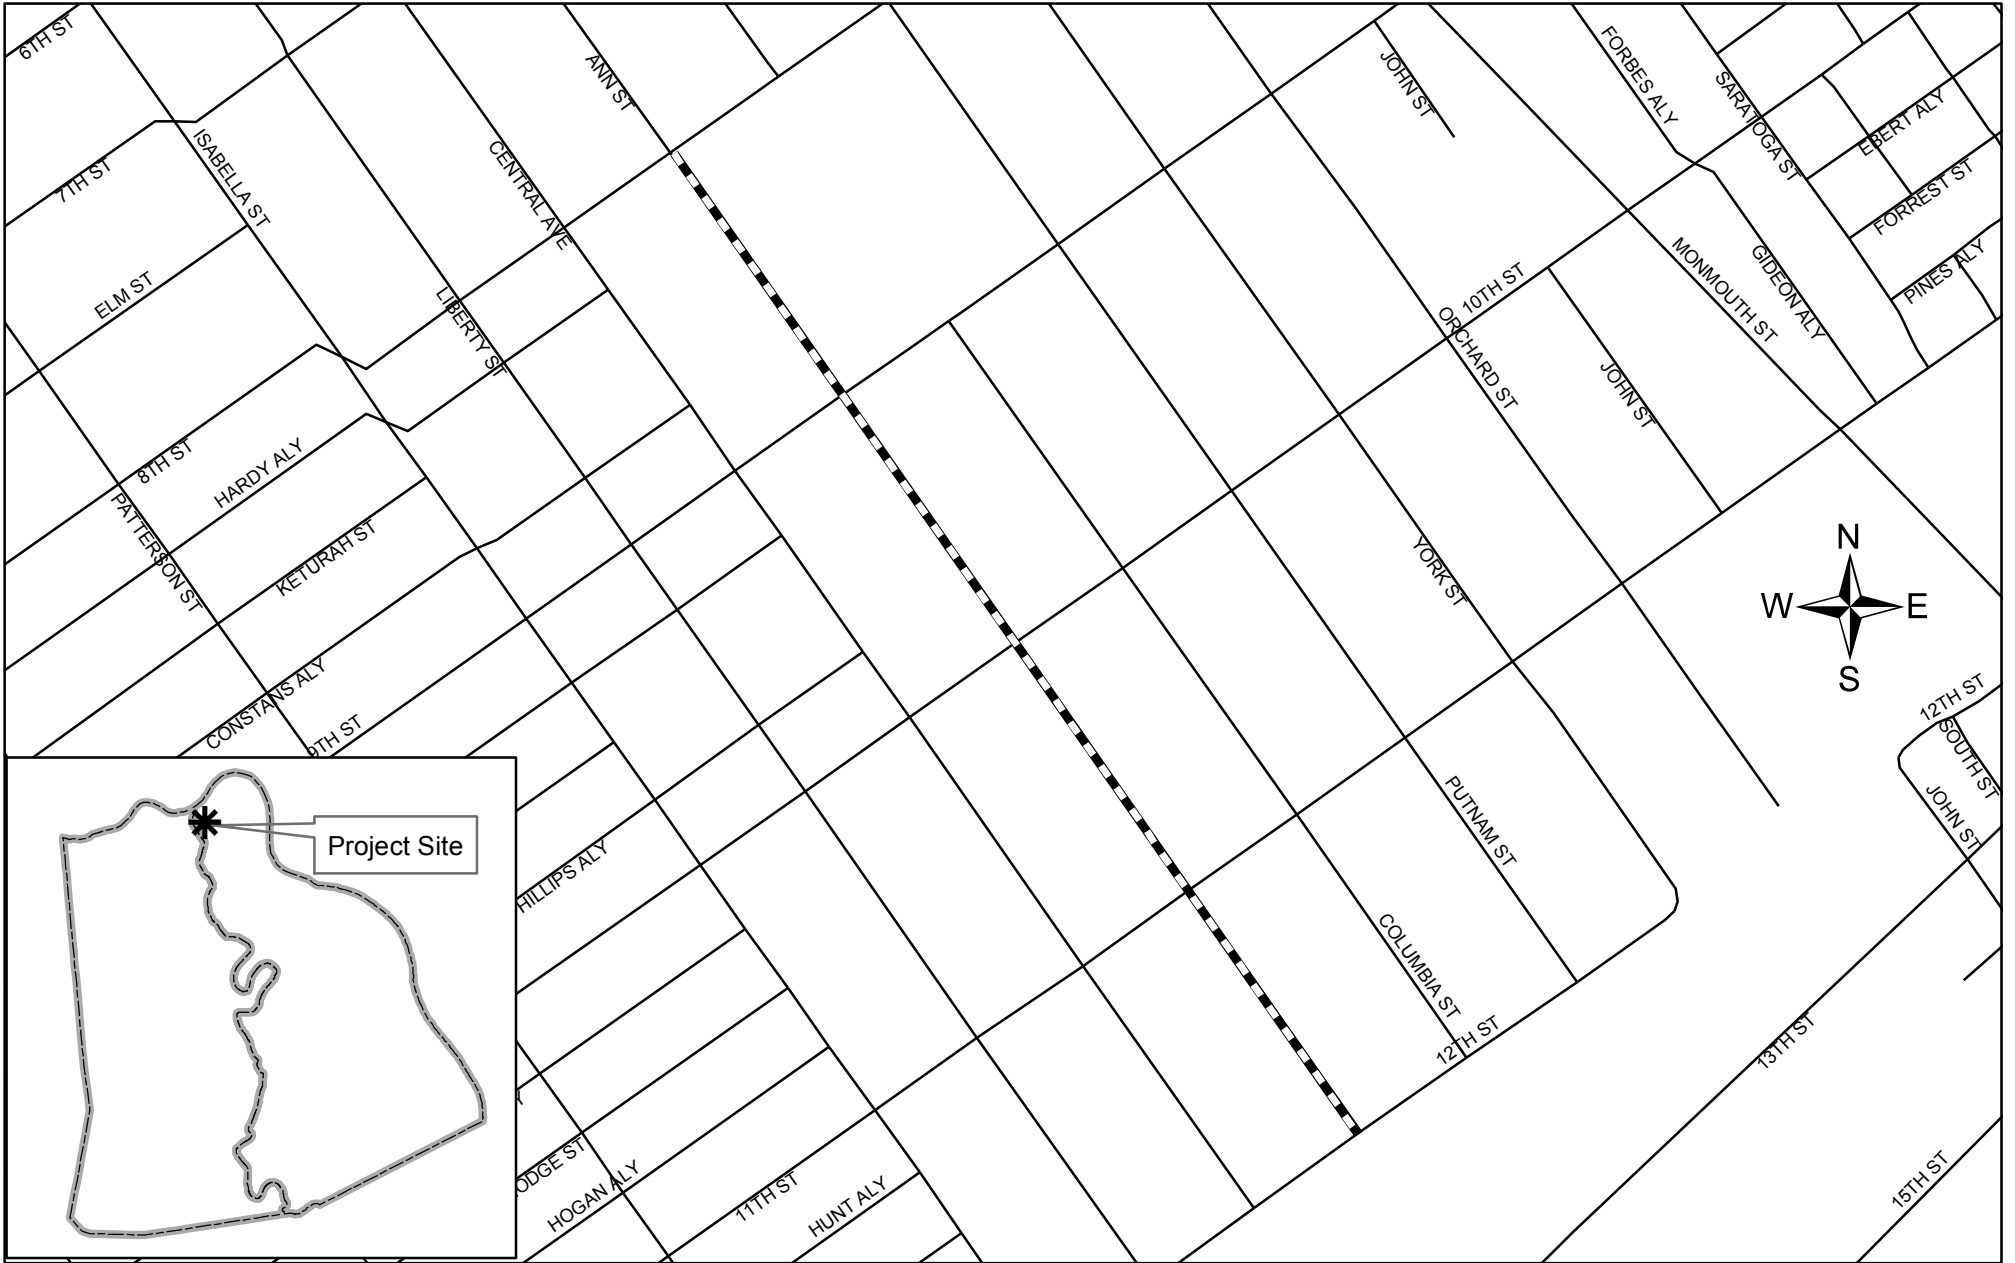 6TH ST
ANN ST
JOHN ST
FORBES ALY
SARATOGA ST
EBERT ALY
7TH ST
ISABELLA ST
CENTRAL AVE
FORREST ST
ELM ST
LIBERTY ST
10TH ST
MONMOUTH ST
GIDEON ALY
PINES ALY
ORCHARD ST
JOHN ST
8TH ST
HARDY ALY
PATTERSON ST
KETURAH ST
YORK ST
N
W E
S
CONSTANS ALY
9TH ST
12TH ST
SOUTH ST
JOHN ST
Project Site
PUTNAM ST
HILLIPS ALY
COLUMBIA ST
12TH ST
13TH ST
Y
ODGE ST
HOGAN ALY
11TH ST
HUNT ALY
15TH ST